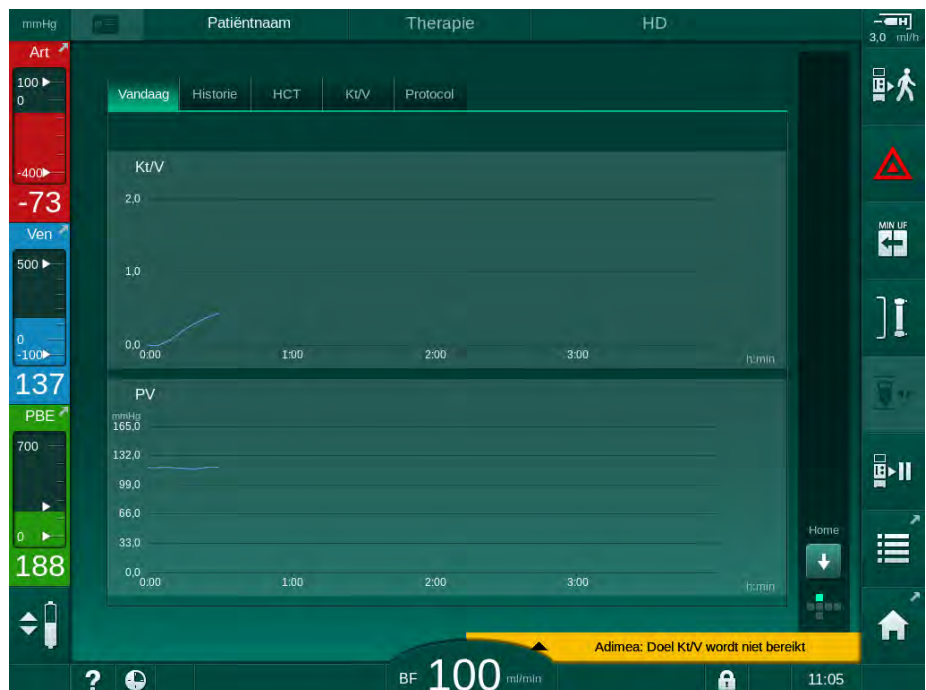 mmHg Patiëntnaam Therapie HD
3,0 ml/h
Art
100
0
-400
-73
Ven
500
0
-100
137
PBE
700
0
188
Vandaag Historie HCT Kt/V Protocol
Kt/V
2,0
1,0
0,0
0:00 1:00 2:00 3:00 h:min
PV
mmHg
165,0
132,0
99,0
66,0
33,0
0,0
0:00 1:00 2:00 3:00 h:min
Home
MIN UF
Adimea: Doel Kt/V wordt niet bereikt
? BF 100 ml/min 11:05